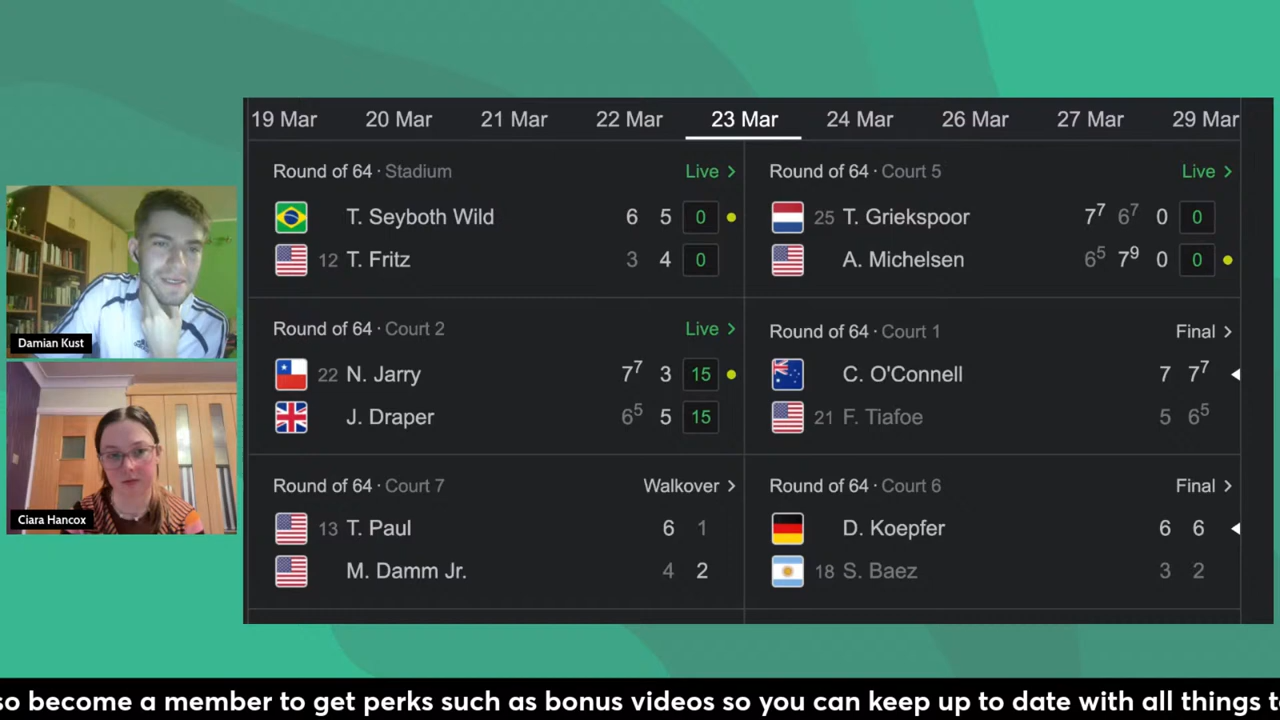 19 Mar 20 Mar 21 Mar 22 Mar 23 Mar 24 Mar 26 Mar 27 Mar 29 Mar
Round of 64 · Stadium Live >
T. Seyboth Wild 6 5 0
12 T. Fritz 3 4 0
Round of 64 · Court 5 Live >
25 T. Griekspoor 7⁷ 6⁷ 0 0
A. Michelsen 6⁵ 7⁹ 0 0
Round of 64 · Court 2 Live >
22 N. Jarry 7⁷ 3 15
J. Draper 6⁵ 5 15
Round of 64 · Court 1 Final >
C. O'Connell 7 7⁷
21 F. Tiafoe 5 6⁵
Round of 64 · Court 7 Walkover >
13 T. Paul 6 1
M. Damm Jr. 4 2
Round of 64 · Court 6 Final >
D. Koepfer 6 6
18 S. Baez 3 2
Damian Kust
Ciara Hancox
so become a member to get perks such as bonus videos so you can keep up to date with all things t